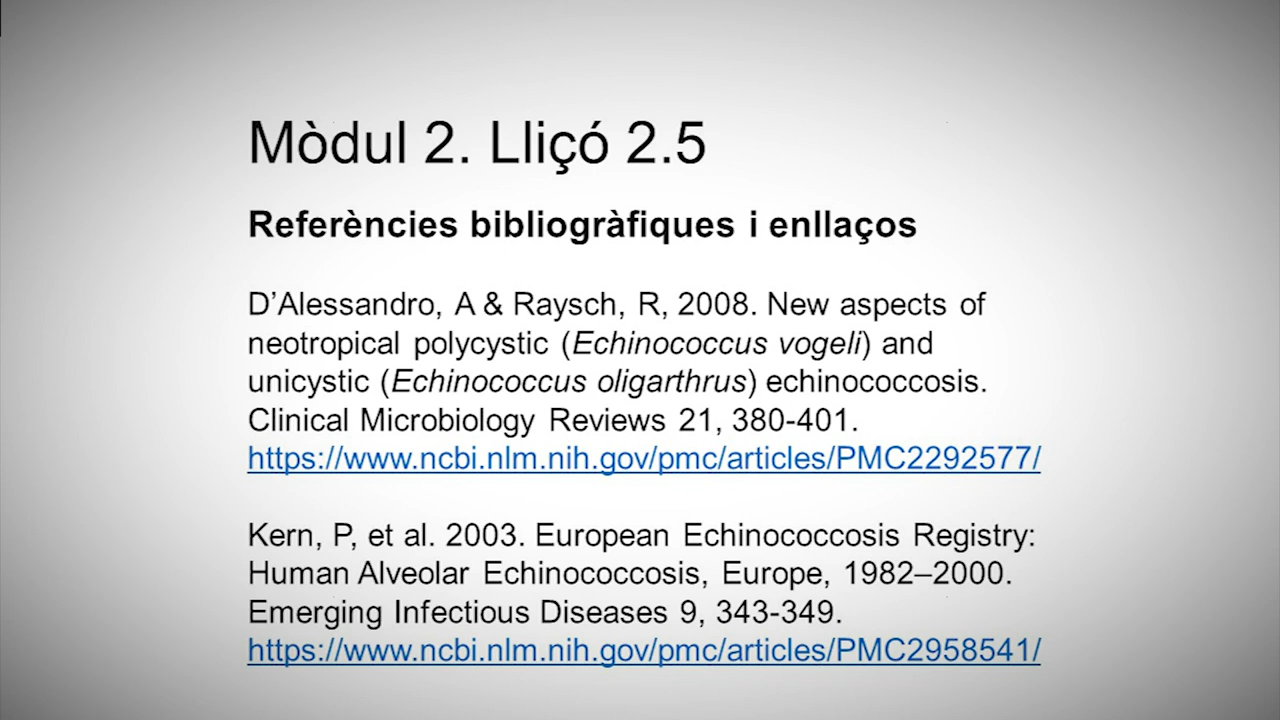 Mòdul 2. Lliçó 2.5
Referències bibliogràfiques i enllaços
D’Alessandro, A & Raysch, R, 2008. New aspects of
neotropical polycystic (Echinococcus vogeli) and
unicystic (Echinococcus oligarthrus) echinococcosis.
Clinical Microbiology Reviews 21, 380-401.
https://www.ncbi.nlm.nih.gov/pmc/articles/PMC2292577/
Kern, P, et al. 2003. European Echinococcosis Registry:
Human Alveolar Echinococcosis, Europe, 1982–2000.
Emerging Infectious Diseases 9, 343-349.
https://www.ncbi.nlm.nih.gov/pmc/articles/PMC2958541/